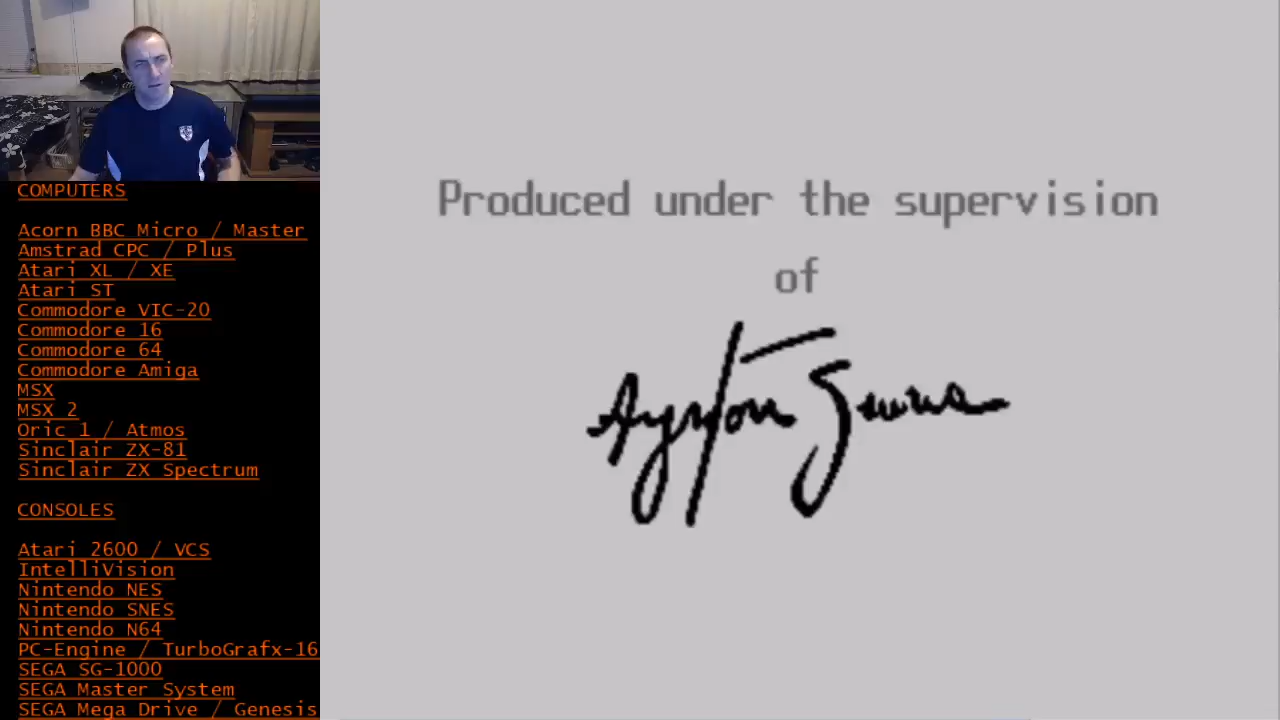 COMPUTERS
Acorn BBC Micro / Master
Amstrad CPC / Plus
Atari XL / XE
Atari ST
Commodore VIC-20
Commodore 16
Commodore 64
Commodore Amiga
MSX
MSX 2
Oric 1 / Atmos
Sinclair ZX-81
Sinclair ZX Spectrum
CONSOLES
Atari 2600 / VCS
IntelliVision
Nintendo NES
Nintendo SNES
Nintendo N64
PC-Engine / TurboGrafx-16
SEGA SG-1000
SEGA Master System
SEGA Mega Drive / Genesis
Produced under the supervision
of
Ayrton Senna